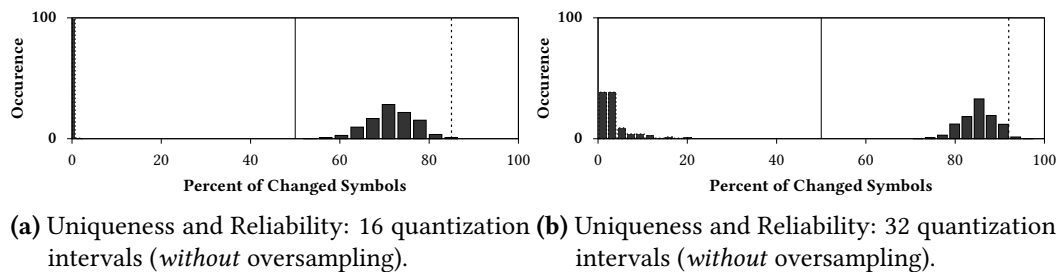 100
Occurence
0
0 20 40 60 80 100
Percent of Changed Symbols
(a) Uniqueness and Reliability: 16 quantization
intervals (without oversampling).
100
Occurence
0
0 20 40 60 80 100
Percent of Changed Symbols
(b) Uniqueness and Reliability: 32 quantization
intervals (without oversampling).